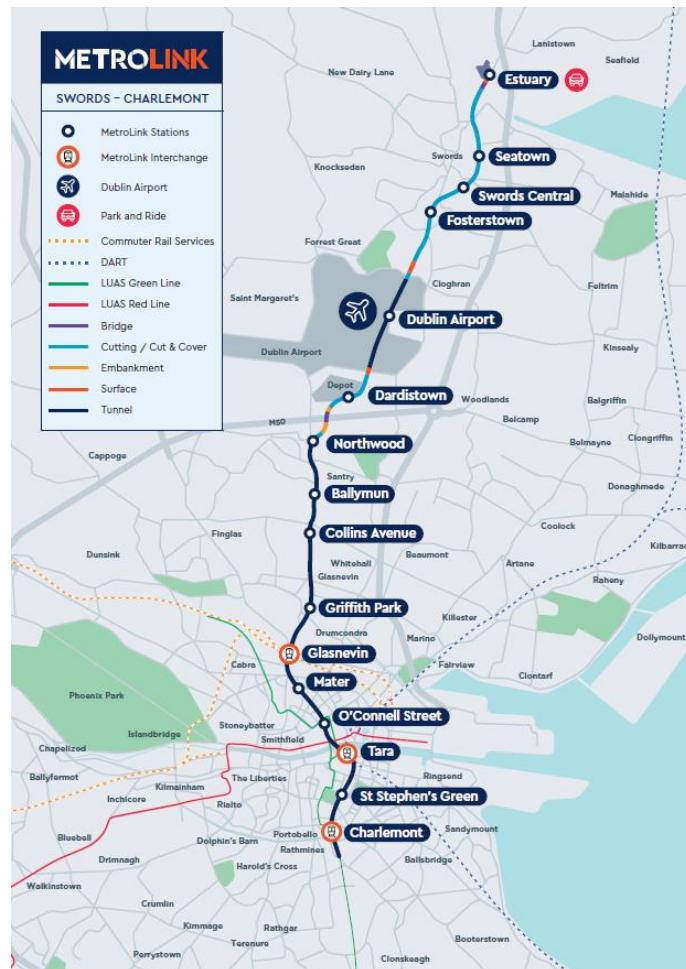 METROLINK
SWORDS – CHARLEMONT
MetroLink Stations
MetroLink Interchange
Dublin Airport
Park and Ride
Commuter Rail Services
DART
LUAS Green Line
LUAS Red Line
Bridge
Cutting / Cut & Cover
Embankment
Surface
Tunnel
Lanistown
Seafield
New Dairy Lane
Estuary
Swords
Seatown
Knocksedan
Swords Central
Malahide
Fosterstown
Forrest Great
Cloghran
Feltrim
Saint Margaret's
Dublin Airport
Kinsealy
Dublin Airport
Depot
Dardistown
Woodlands
Balgriffin
M50
Belcamp
Northwood
Belmayne
Clongriffin
Cappoge
Santry
Donaghmede
Ballymun
Coolock
Finglas
Collins Avenue
Kilbarrac
Dunsink
Whitehall
Beaumont
Artane
Glasnevin
Raheny
Griffith Park
Killester
Drumcondra
Marino
Dollymount
Glasnevin
Fairview
Cabra
Clontarf
Mater
Phoenix Park
O'Connell Street
Stoneybatter
Islandbridge
Smithfield
Chapelizod
Tara
Ballyfermot
The Liberties
Ringsend
Kilmainham
Inchicore
St Stephen's Green
Rialto
Sandymount
Bluebell
Portobello
Charlemont
Dolphin's Barn
Rathmines
Drimnagh
Harold's Cross
Ballsbridge
Walkinstown
Crumlin
Kimmage
Rathgar
Booterstown
Terenure
Perrystown
Clonskeagh